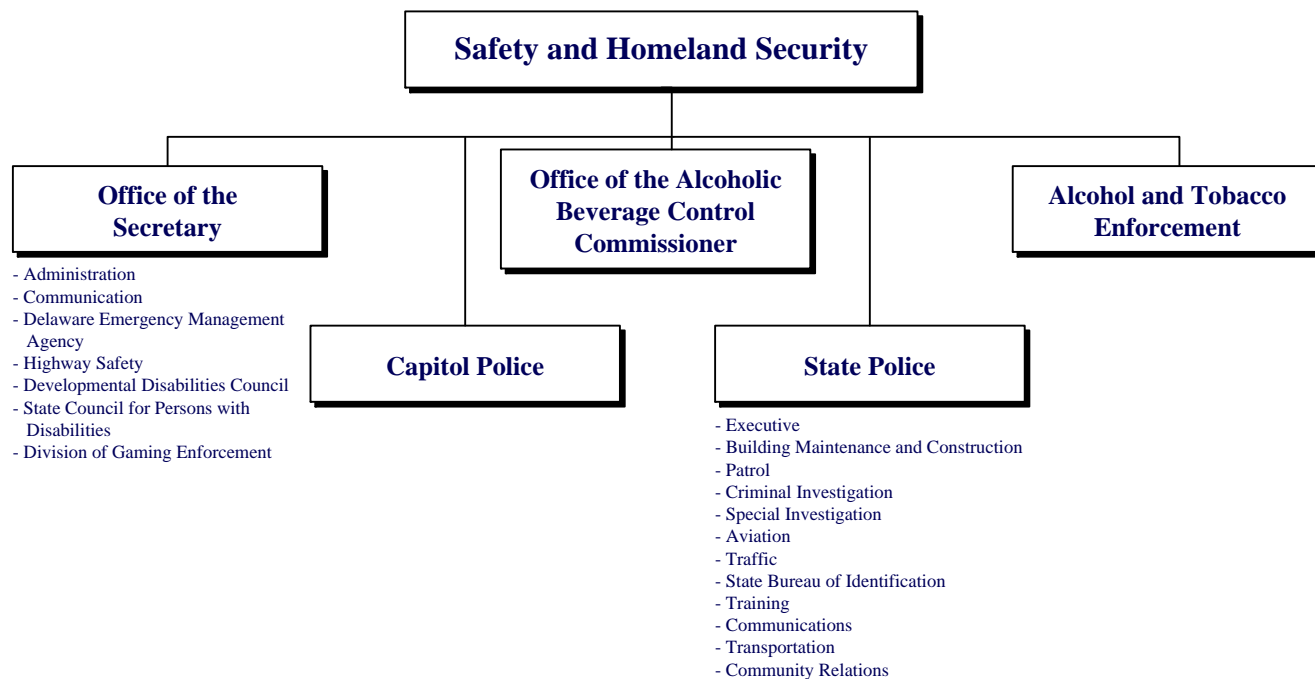 Safety and Homeland Security
Office of the
Secretary
- Administration
- Communication
- Delaware Emergency Management
Agency
- Highway Safety
- Developmental Disabilities Council
- State Council for Persons with
Disabilities
- Division of Gaming Enforcement
Capitol Police
Office of the Alcoholic
Beverage Control
Commissioner
State Police
- Executive
- Building Maintenance and Construction
- Patrol
- Criminal Investigation
- Special Investigation
- Aviation
- Traffic
- State Bureau of Identification
- Training
- Communications
- Transportation
- Community Relations
Alcohol and Tobacco
Enforcement